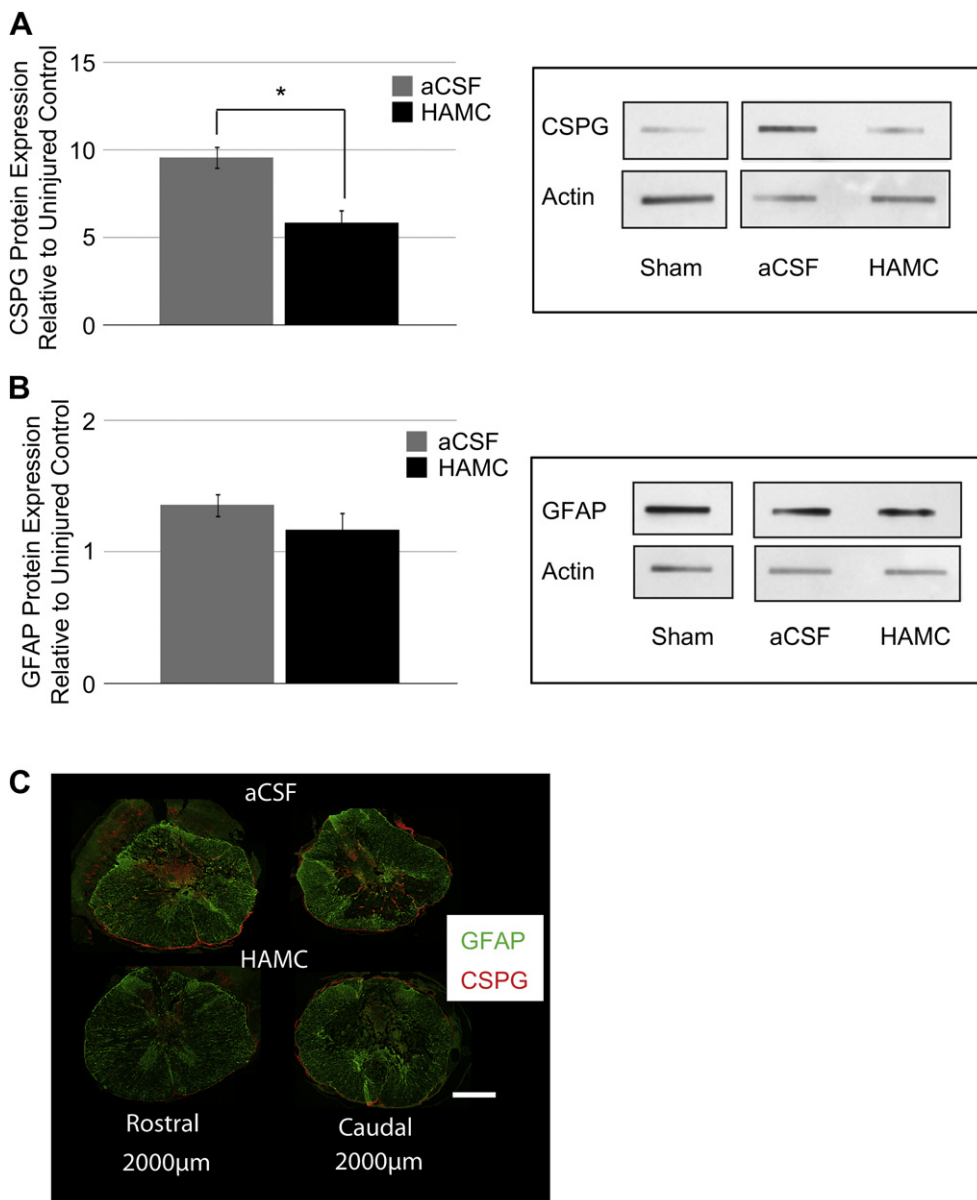 A
CSPG Protein Expression
Relative to Uninjured Control
15
10
5
0
*
aCSF
HAMC
CSPG
Actin
Sham aCSF HAMC
B
GFAP Protein Expression
Relative to Uninjured Control
2
1
0
aCSF
HAMC
GFAP
Actin
Sham aCSF HAMC
C
aCSF
HAMC
GFAP
CSPG
Rostral Caudal
2000μm 2000μm